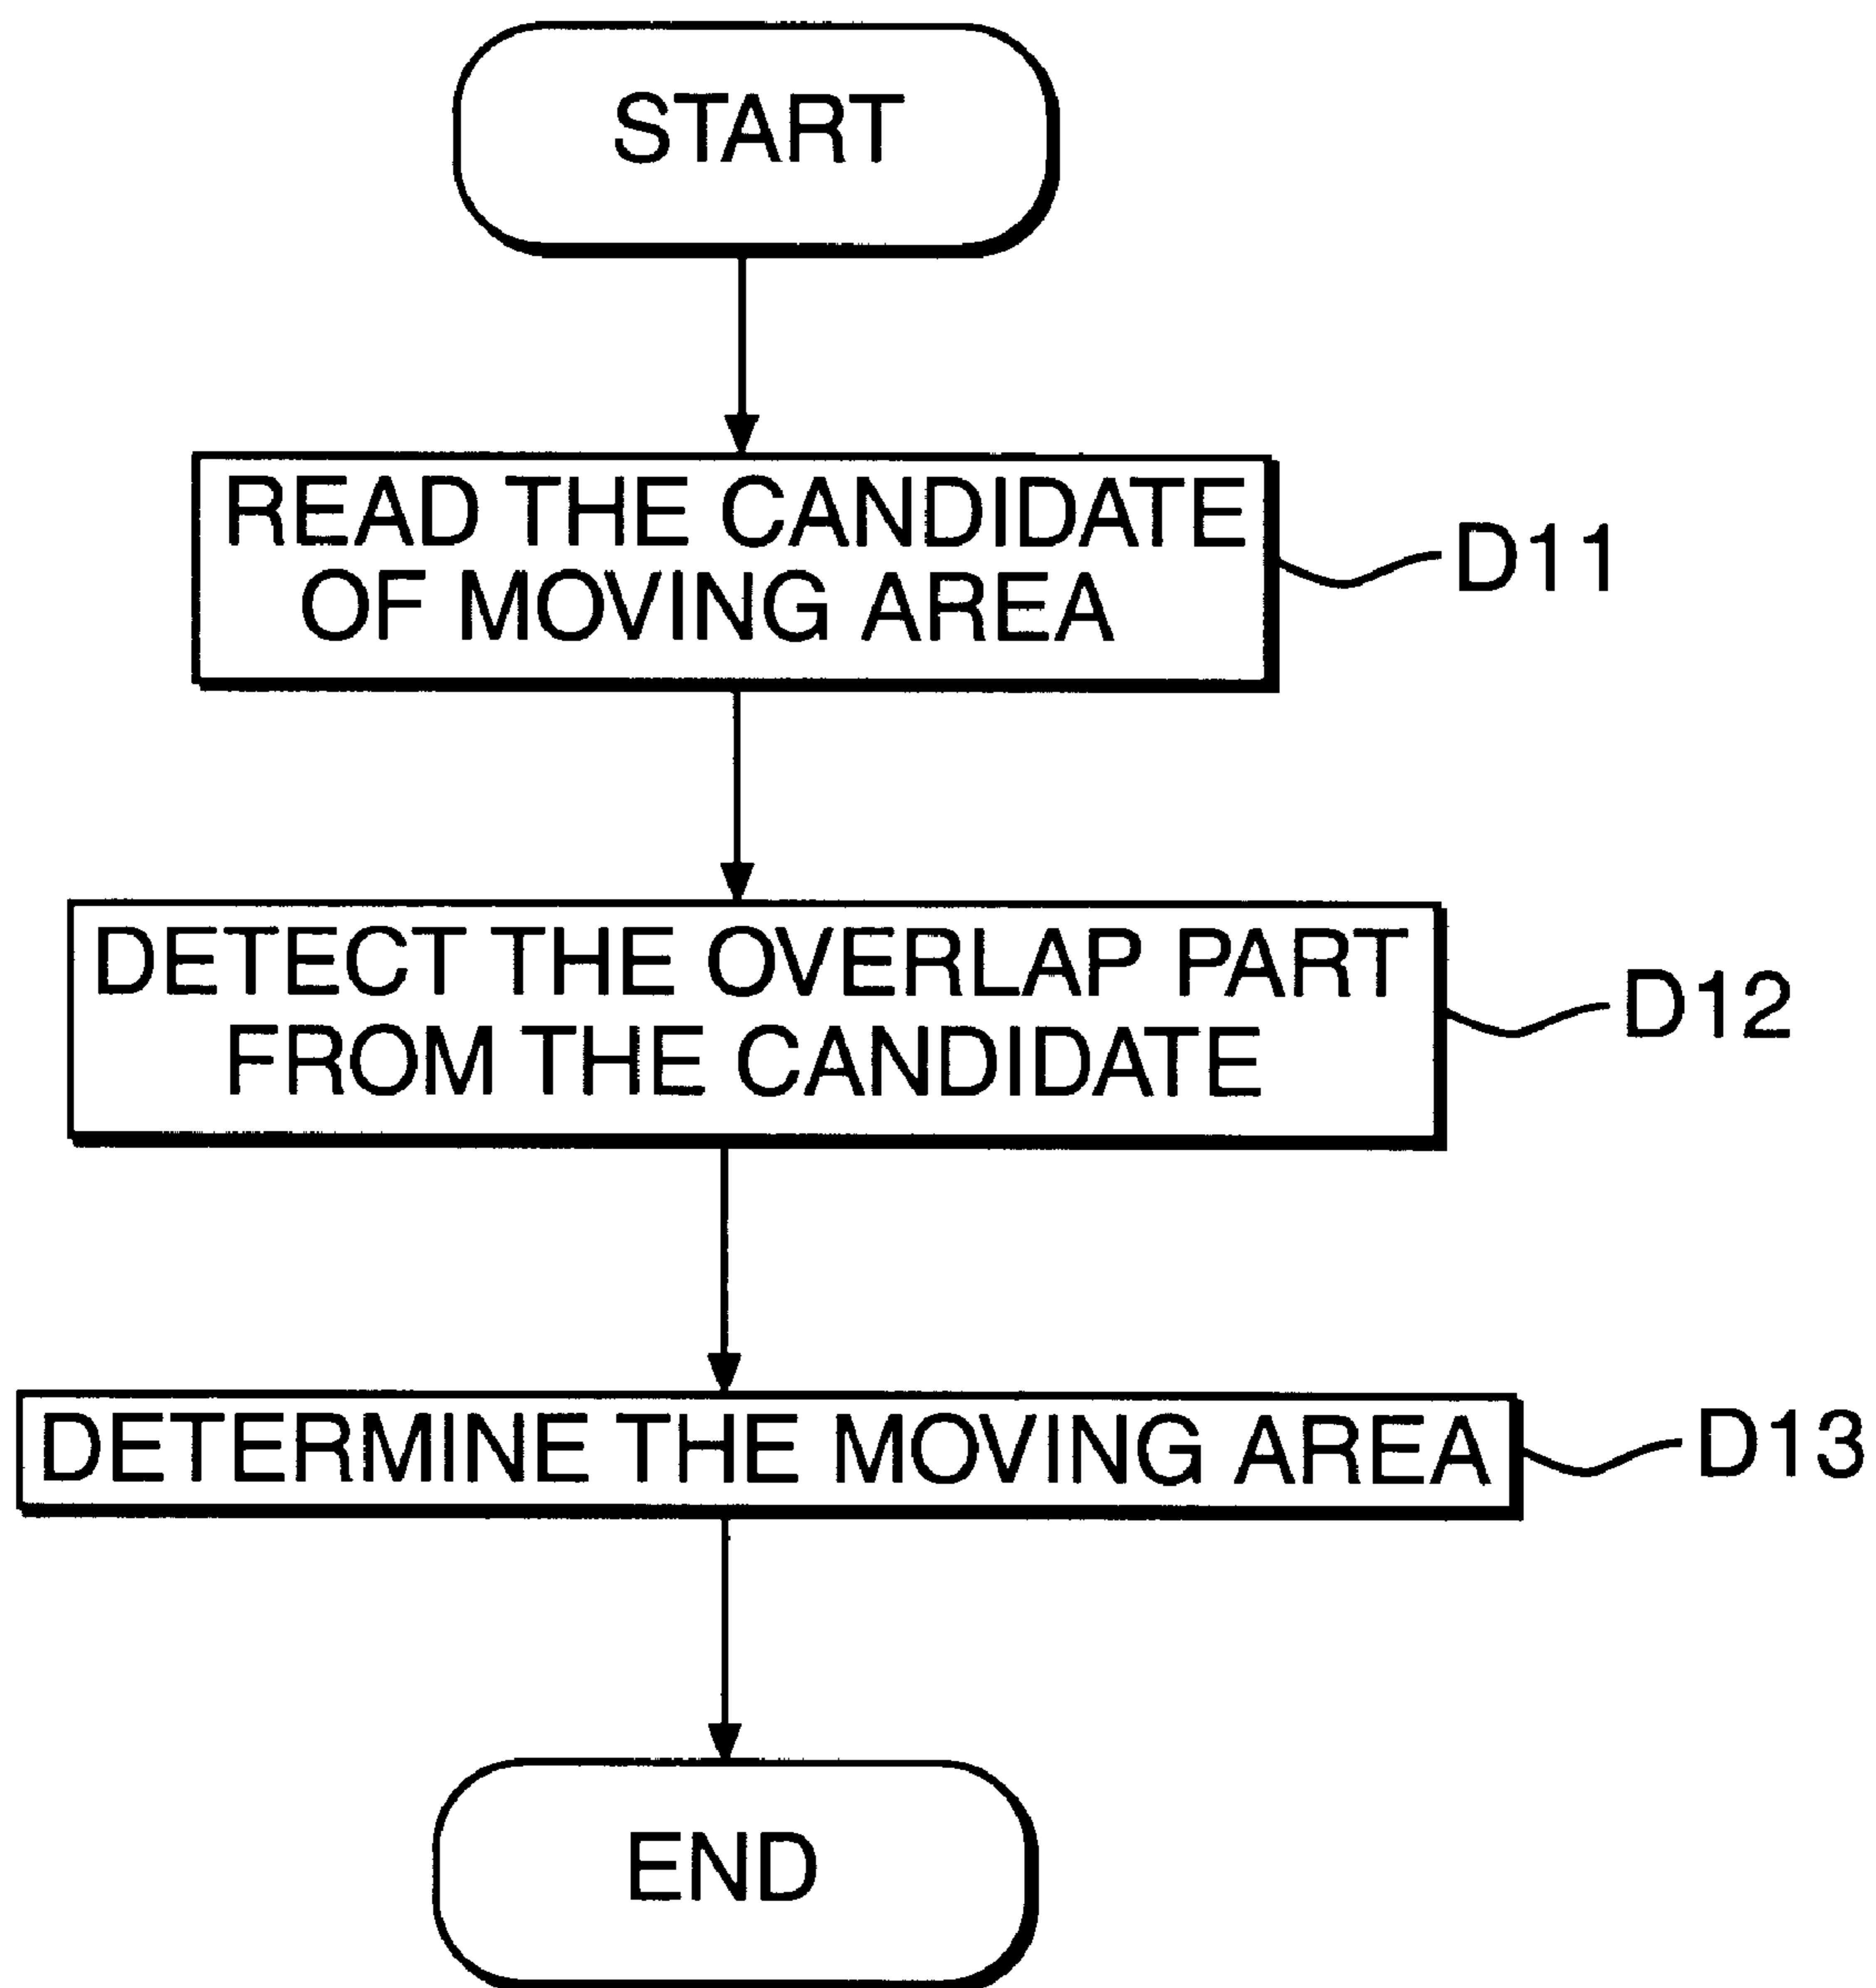 START
READ THE CANDIDATE
OF MOVING AREA
D11
DETECT THE OVERLAP PART
FROM THE CANDIDATE
D12
DETERMINE THE MOVING AREA
D13
END